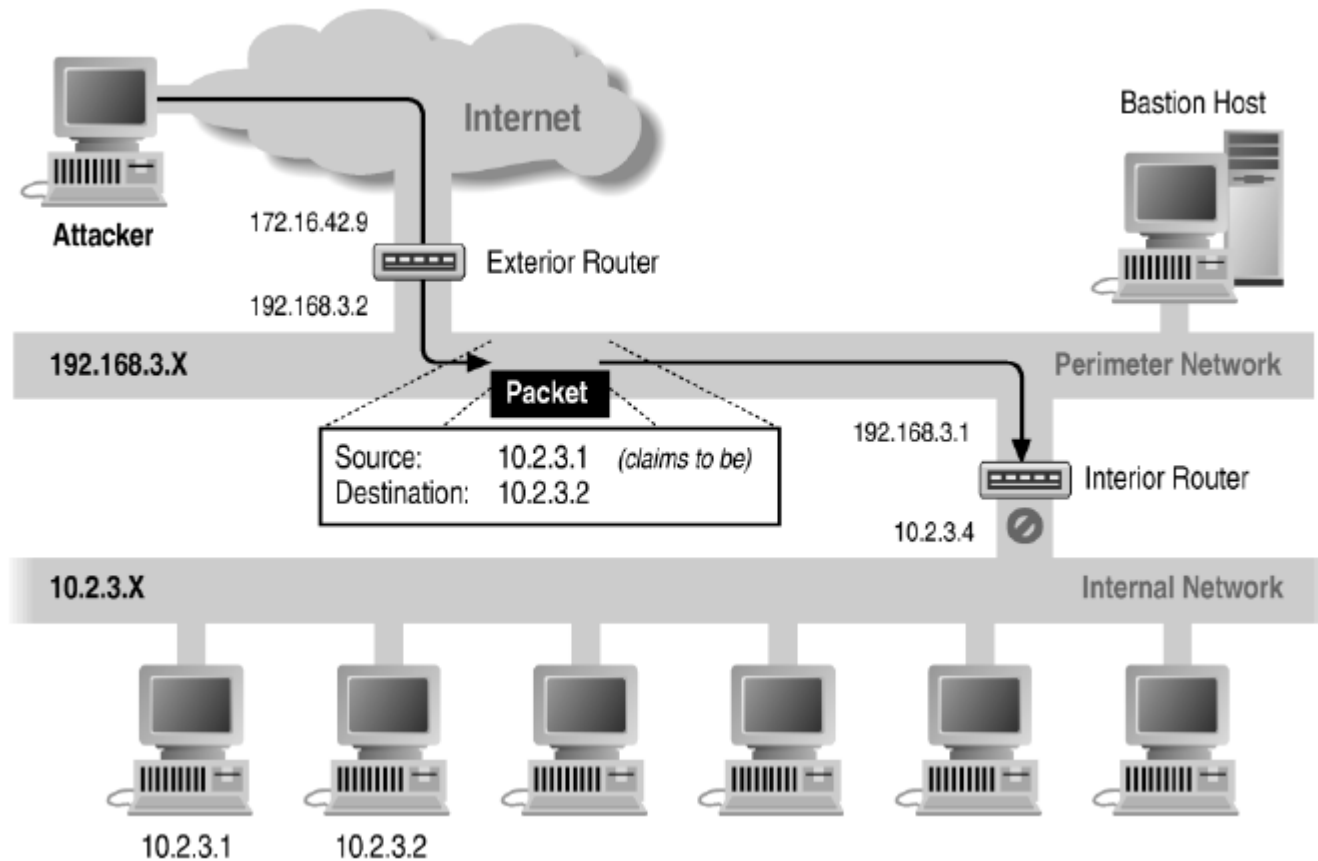 Internet
Bastion Host
Attacker
172.16.42.9
Exterior Router
192.168.3.2
192.168.3.X
Perimeter Network
Packet
Source: 10.2.3.1 (claims to be)
Destination: 10.2.3.2
192.168.3.1
Interior Router
10.2.3.4
10.2.3.X
Internal Network
10.2.3.1
10.2.3.2